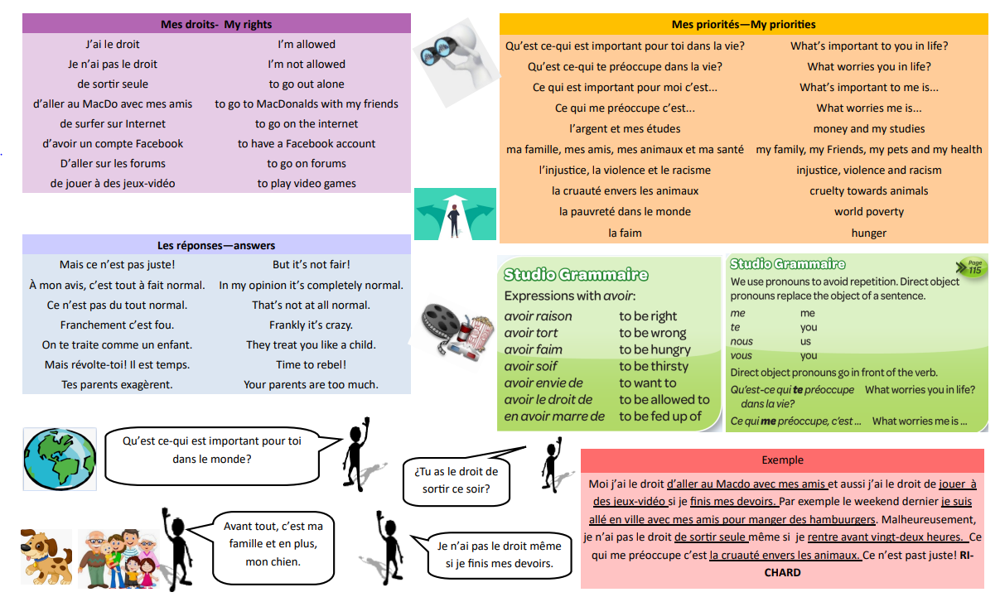 Mes droits- My rights
J'ai le droit I'm allowed
Je n'ai pas le droit I'm not allowed
de sortir seule to go out alone
d'aller au MacDo avec mes amis to go to MacDonalds with my friends
de surfer sur Internet to go on the internet
d'avoir un compte Facebook to have a Facebook account
D'aller sur les forums to go on forums
de jouer à des jeux-vidéo to play video games
Mes priorités—My priorities
Qu'est ce-qui est important pour toi dans la vie? What's important to you in life?
Qu'est ce-qui te préoccupe dans la vie? What worries you in life?
Ce qui est important pour moi c'est... What's important to me is...
Ce qui me préoccupe c'est... What worries me is...
l'argent et mes études money and my studies
ma famille, mes amis, mes animaux et ma santé my family, my Friends, my pets and my health
l'injustice, la violence et le racisme injustice, violence and racism
la cruauté envers les animaux cruelty towards animals
la pauvreté dans le monde world poverty
la faim hunger
Les réponses—answers
Mais ce n'est pas juste! But it's not fair!
À mon avis, c'est tout à fait normal. In my opinion it's completely normal.
Ce n'est pas du tout normal. That's not at all normal.
Franchement c'est fou. Frankly it's crazy.
On te traite comme un enfant. They treat you like a child.
Mais révolte-toi! Il est temps. Time to rebel!
Tes parents exagèrent. Your parents are too much.
Studio Grammaire
Expressions with avoir:
avoir raison to be right
avoir tort to be wrong
avoir faim to be hungry
avoir soif to be thirsty
avoir envie de to want to
avoir le droit de to be allowed to
en avoir marre de to be fed up of
Studio Grammaire
Page
115
We use pronouns to avoid repetition. Direct object
pronouns replace the object of a sentence.
me me
te you
nous us
vous you
Direct object pronouns go in front of the verb.
Qu'est-ce qui te préoccupe What worries you in life?
dans la vie?
Ce qui me préoccupe, c'est ... What worries me is ...
Qu'est ce-qui est important pour toi
dans le monde?
¿Tu as le droit de
sortir ce soir?
Avant tout, c'est ma
famille et en plus,
mon chien.
Je n'ai pas le droit même
si je finis mes devoirs.
Exemple
Moi j'ai le droit d'aller au Macdo avec mes amis et aussi j'ai le droit de jouer à
des jeux-vidéo si je finis mes devoirs. Par exemple le weekend dernier je suis
allé en ville avec mes amis pour manger des hambuurgers. Malheureusement,
je n'ai pas le droit de sortir seule même si je rentre avant vingt-deux heures. Ce
qui me préoccupe c'est la cruauté envers les animaux. Ce n'est past juste! RI-
CHARD